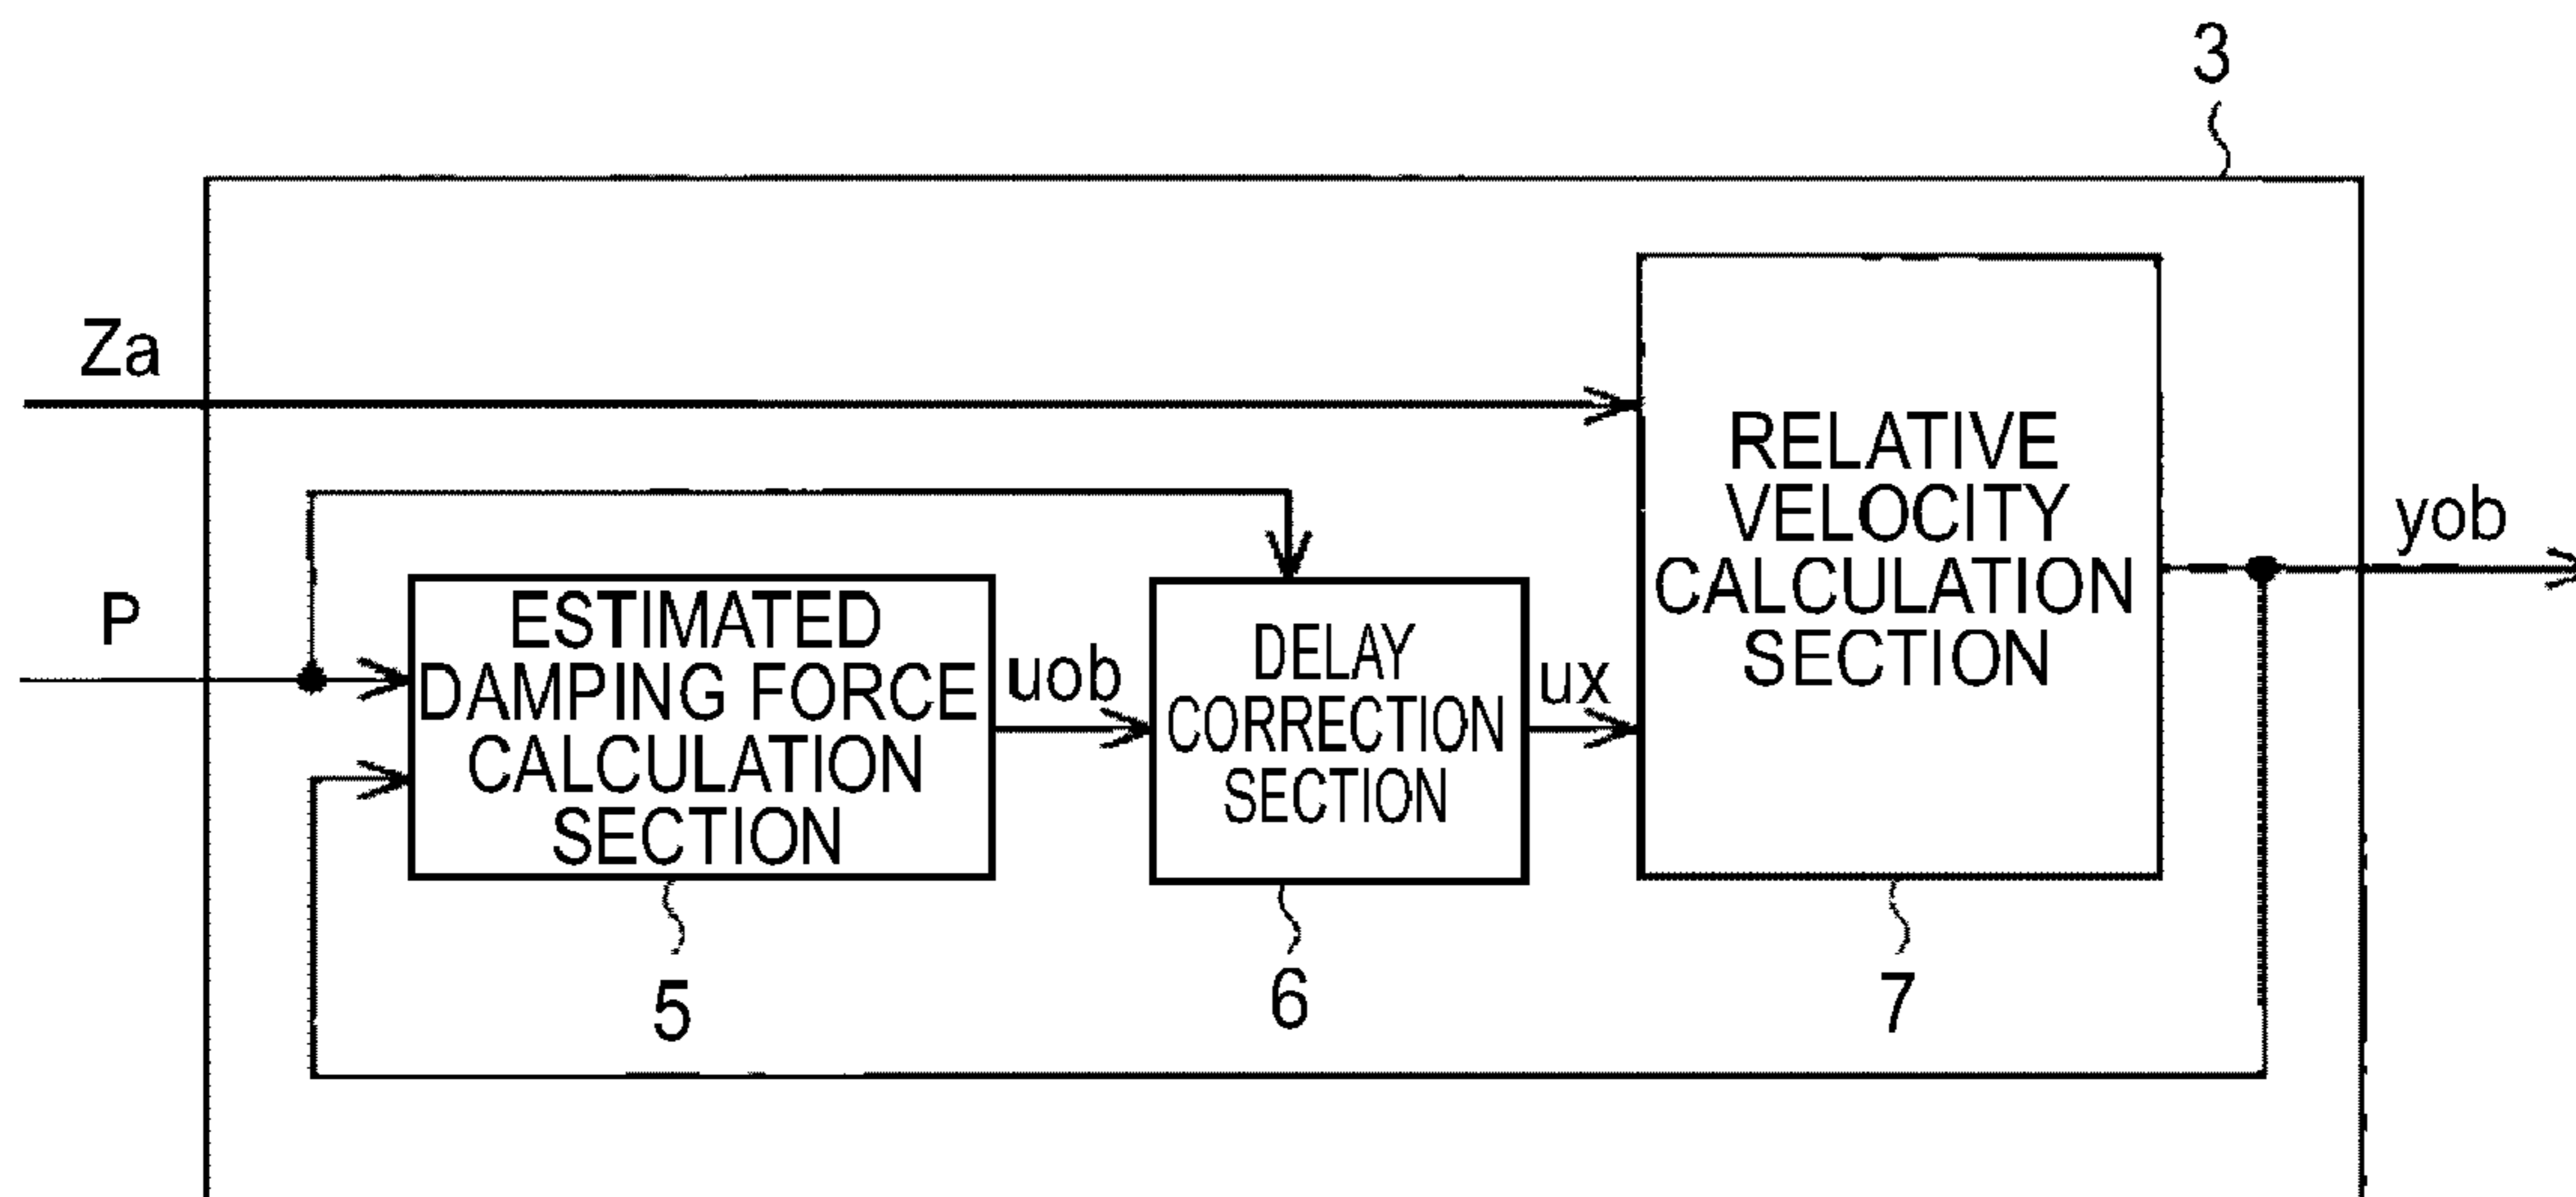 3
Za
RELATIVE
VELOCITY
CALCULATION
SECTION
yob
P
ESTIMATED
DAMPING FORCE
CALCULATION
SECTION
uob
DELAY
CORRECTION
SECTION
ux
5
6
7